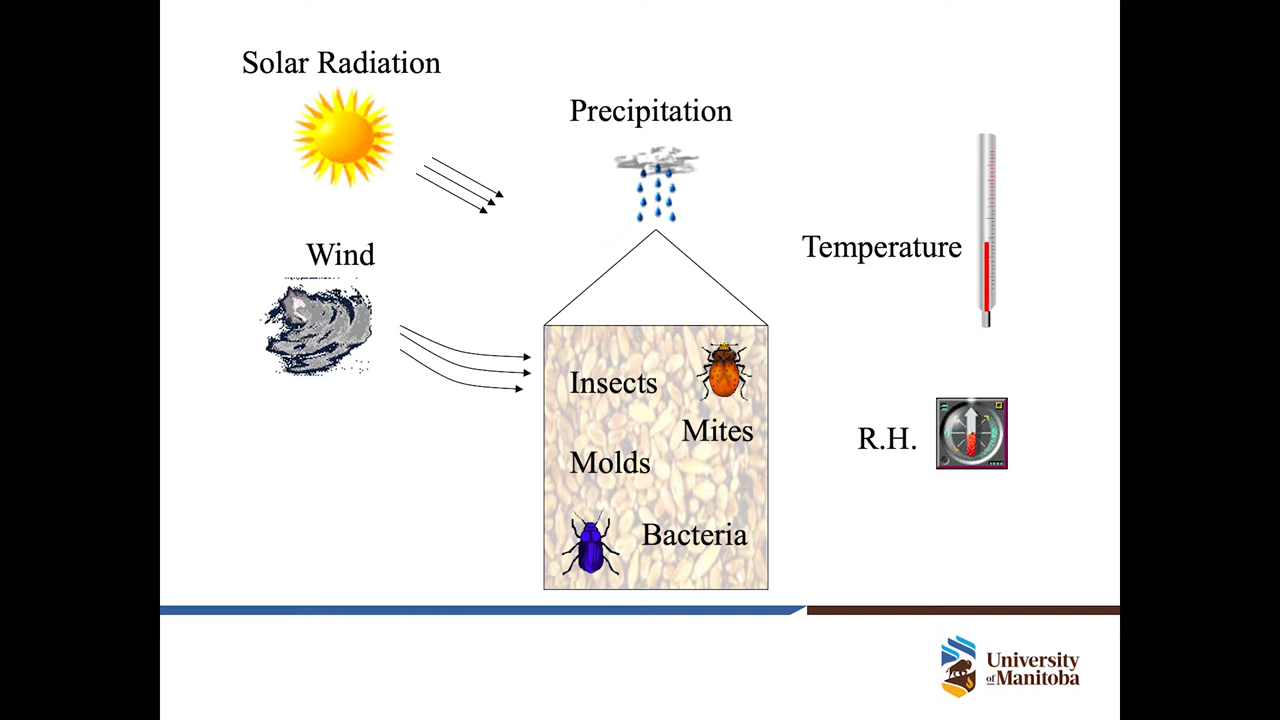 Solar Radiation
Precipitation
Temperature
Wind
Insects
Mites
R.H.
Molds
Bacteria
University
of Manitoba